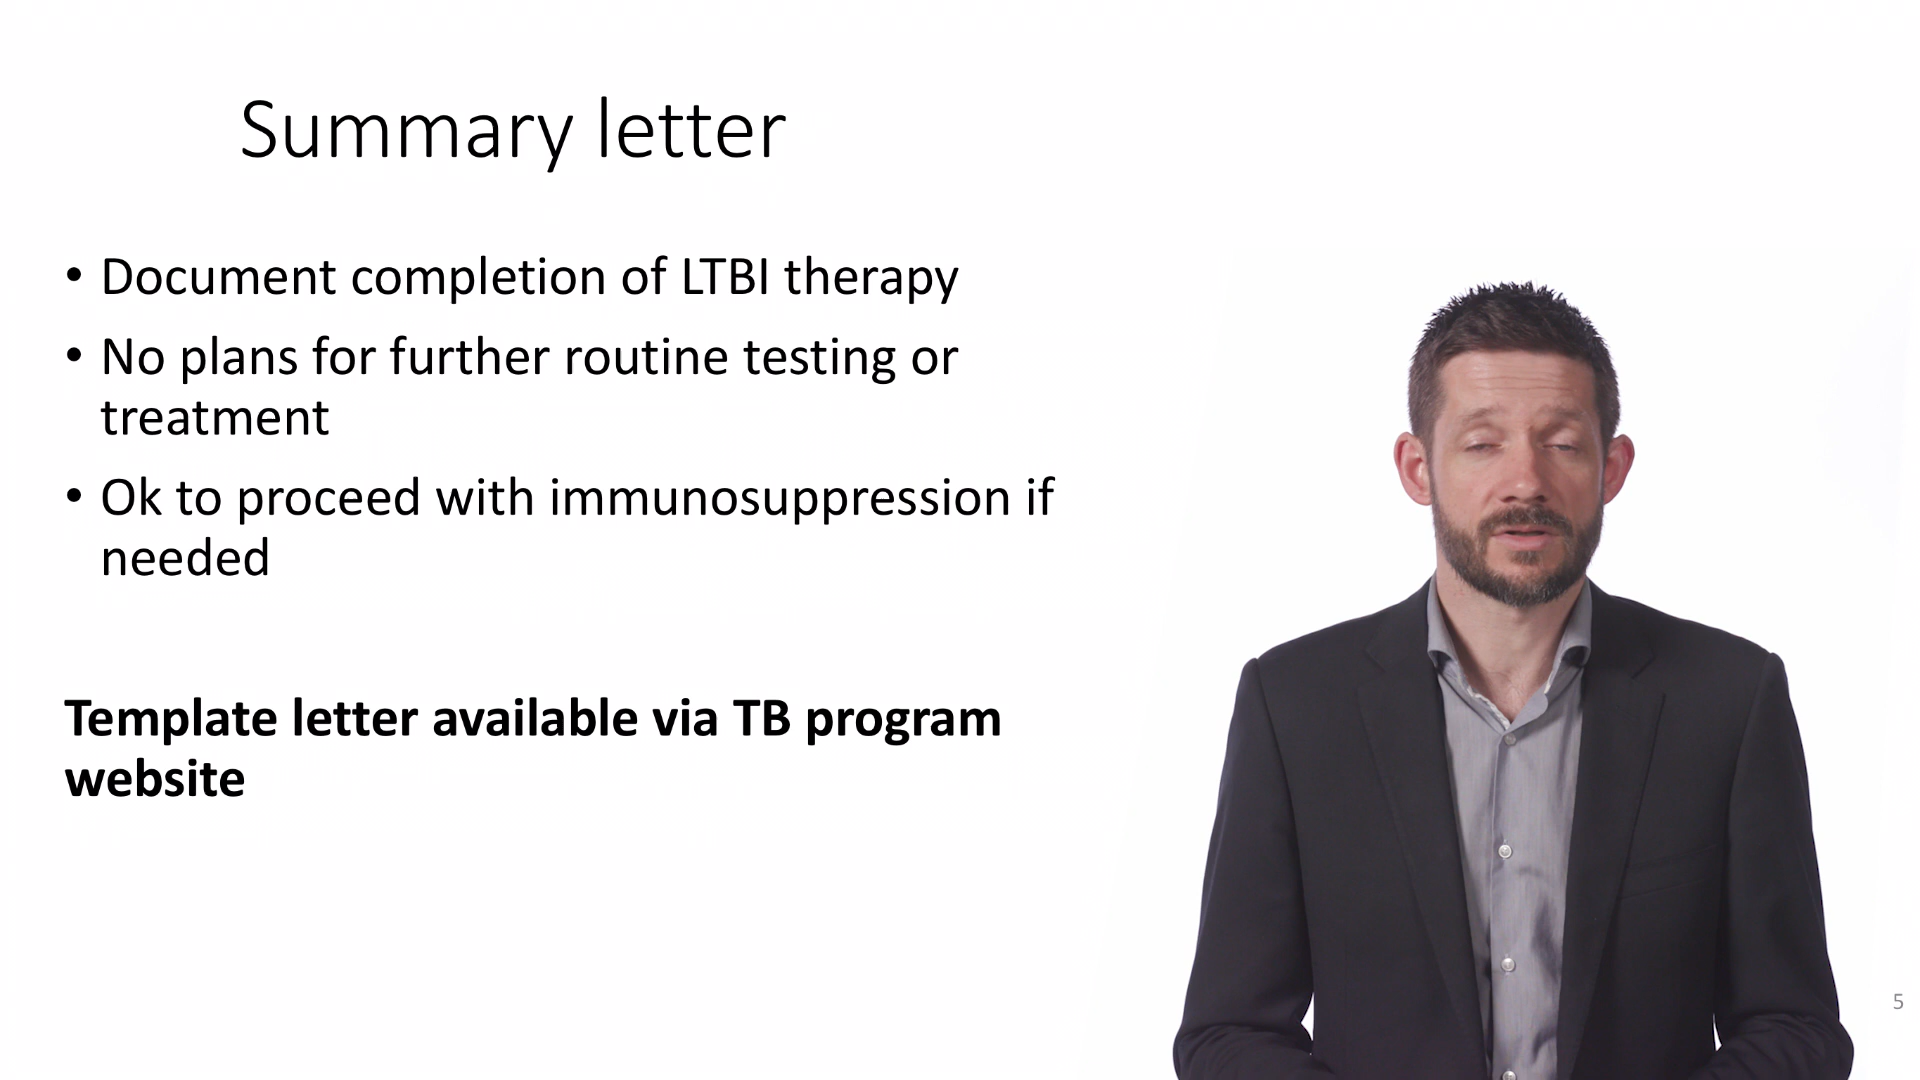 Summary letter
• Document completion of LTBI therapy
• No plans for further routine testing or
treatment
• Ok to proceed with immunosuppression if
needed
Template letter available via TB program
website
5